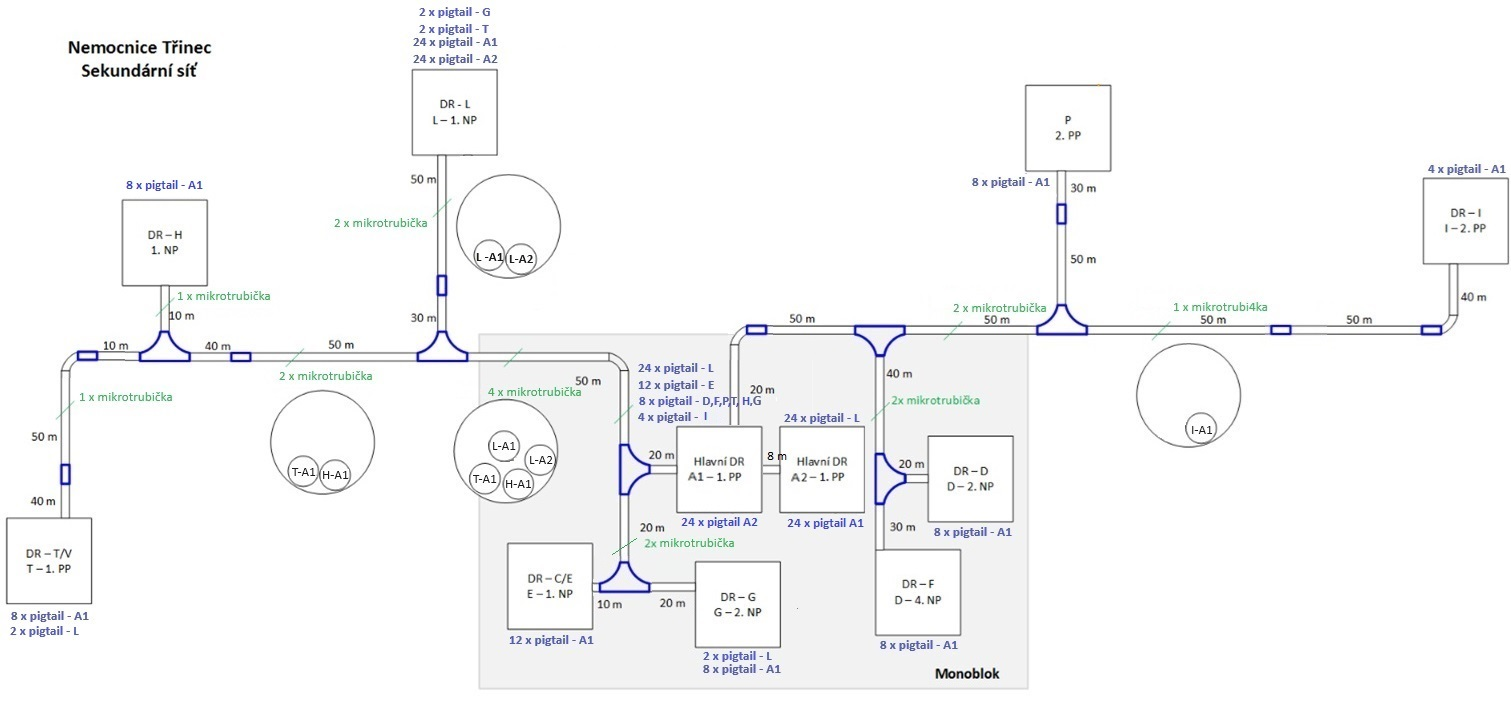 Nemocnice Třinec
Sekundární síť
2 x pigtail - G
2 x pigtail - T
24 x pigtail - A1
24 x pigtail - A2
DR - L
L – 1. NP
50 m
2 x mikrotrubička
L -A1
L-A2
30 m
8 x pigtail - A1
DR – H
1. NP
1 x mikrotrubička
10 m
10 m
40 m
50 m
2 x mikrotrubička
1 x mikrotrubička
50 m
40 m
T-A1
H-A1
DR – T/V
T – 1. PP
8 x pigtail - A1
2 x pigtail - L
50 m
4 x mikrotrubička
L-A1
L-A2
T-A1
H-A1
24 x pigtail - L
12 x pigtail - E
8 x pigtail - D,F,P,T, H,G
4 x pigtail - I
20 m
20 m
Hlavní DR
A1 – 1. PP
24 x pigtail A2
8 m
24 x pigtail - L
Hlavní DR
A2 – 1. PP
24 x pigtail A1
20 m
2x mikrotrubička
DR – C/E
E – 1. NP
12 x pigtail - A1
10 m
20 m
DR – G
G – 2. NP
2 x pigtail - L
8 x pigtail - A1
P
2. PP
8 x pigtail - A1
30 m
50 m
50 m
2 x mikrotrubička
50 m
1 x mikrotrubi4ka
50 m
50 m
4 x pigtail - A1
DR – I
I – 2. PP
40 m
I-A1
40 m
2x mikrotrubička
20 m
DR – D
D – 2. NP
8 x pigtail - A1
30 m
DR – F
D – 4. NP
8 x pigtail - A1
Monoblok